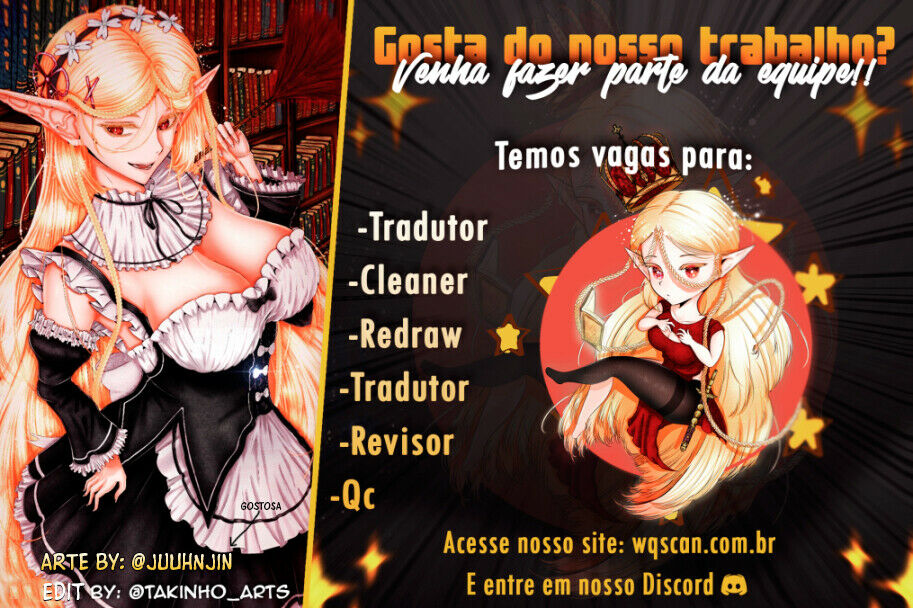 Gosta do nosso trabalho?
Venha fazer parte da equipe!!
Temos vagas para:
-Tradutor
-Cleaner
-Redraw
-Tradutor
-Revisor
-Qc
GOSTOSA
ARTE BY: @JUUHNJIN
EDIT BY: @TAKINHO_ARTS
Acesse nosso site: wqscan.com.br
E entre em nosso Discord